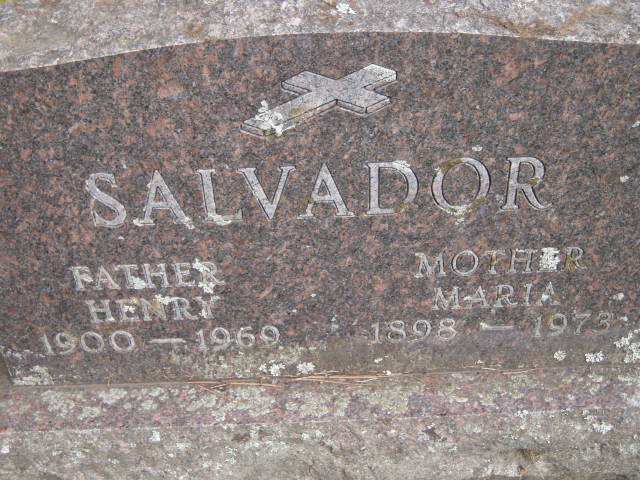 SALVADOR
FATHER
HENRY
1900 — 1969
MOTHER
MARIA
1898 — 1973